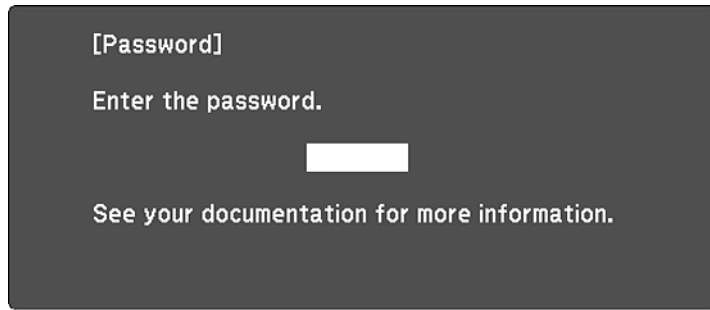 [Password]
Enter the password.
See your documentation for more information.